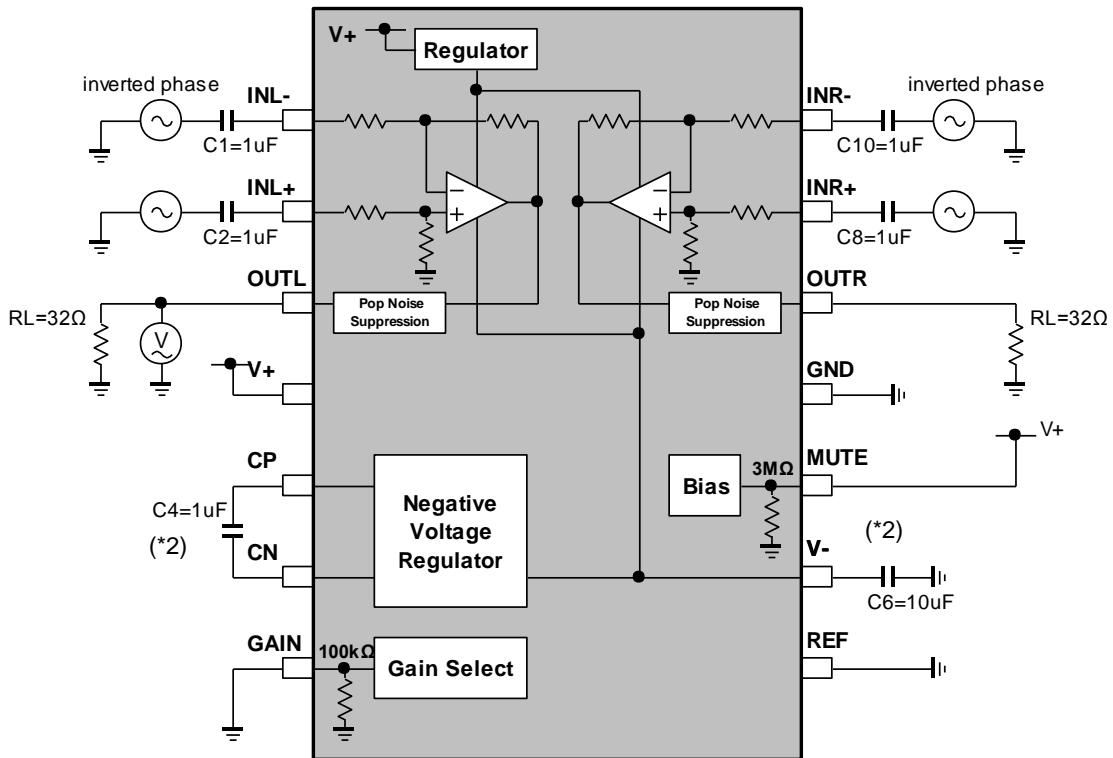 V+
Regulator
inverted phase
INL-
C1=1uF
INR-
inverted phase
C10=1uF
INL+
C2=1uF
INR+
C8=1uF
−
+
−
+
OUTL
Pop Noise
Suppression
Pop Noise
Suppression
OUTR
RL=32Ω
V
RL=32Ω
V+
GND
V+
CP
C4=1uF
(*2)
CN
Negative
Voltage
Regulator
Bias
3MΩ
MUTE
V-
(*2)
C6=10uF
GAIN
100kΩ
Gain Select
REF